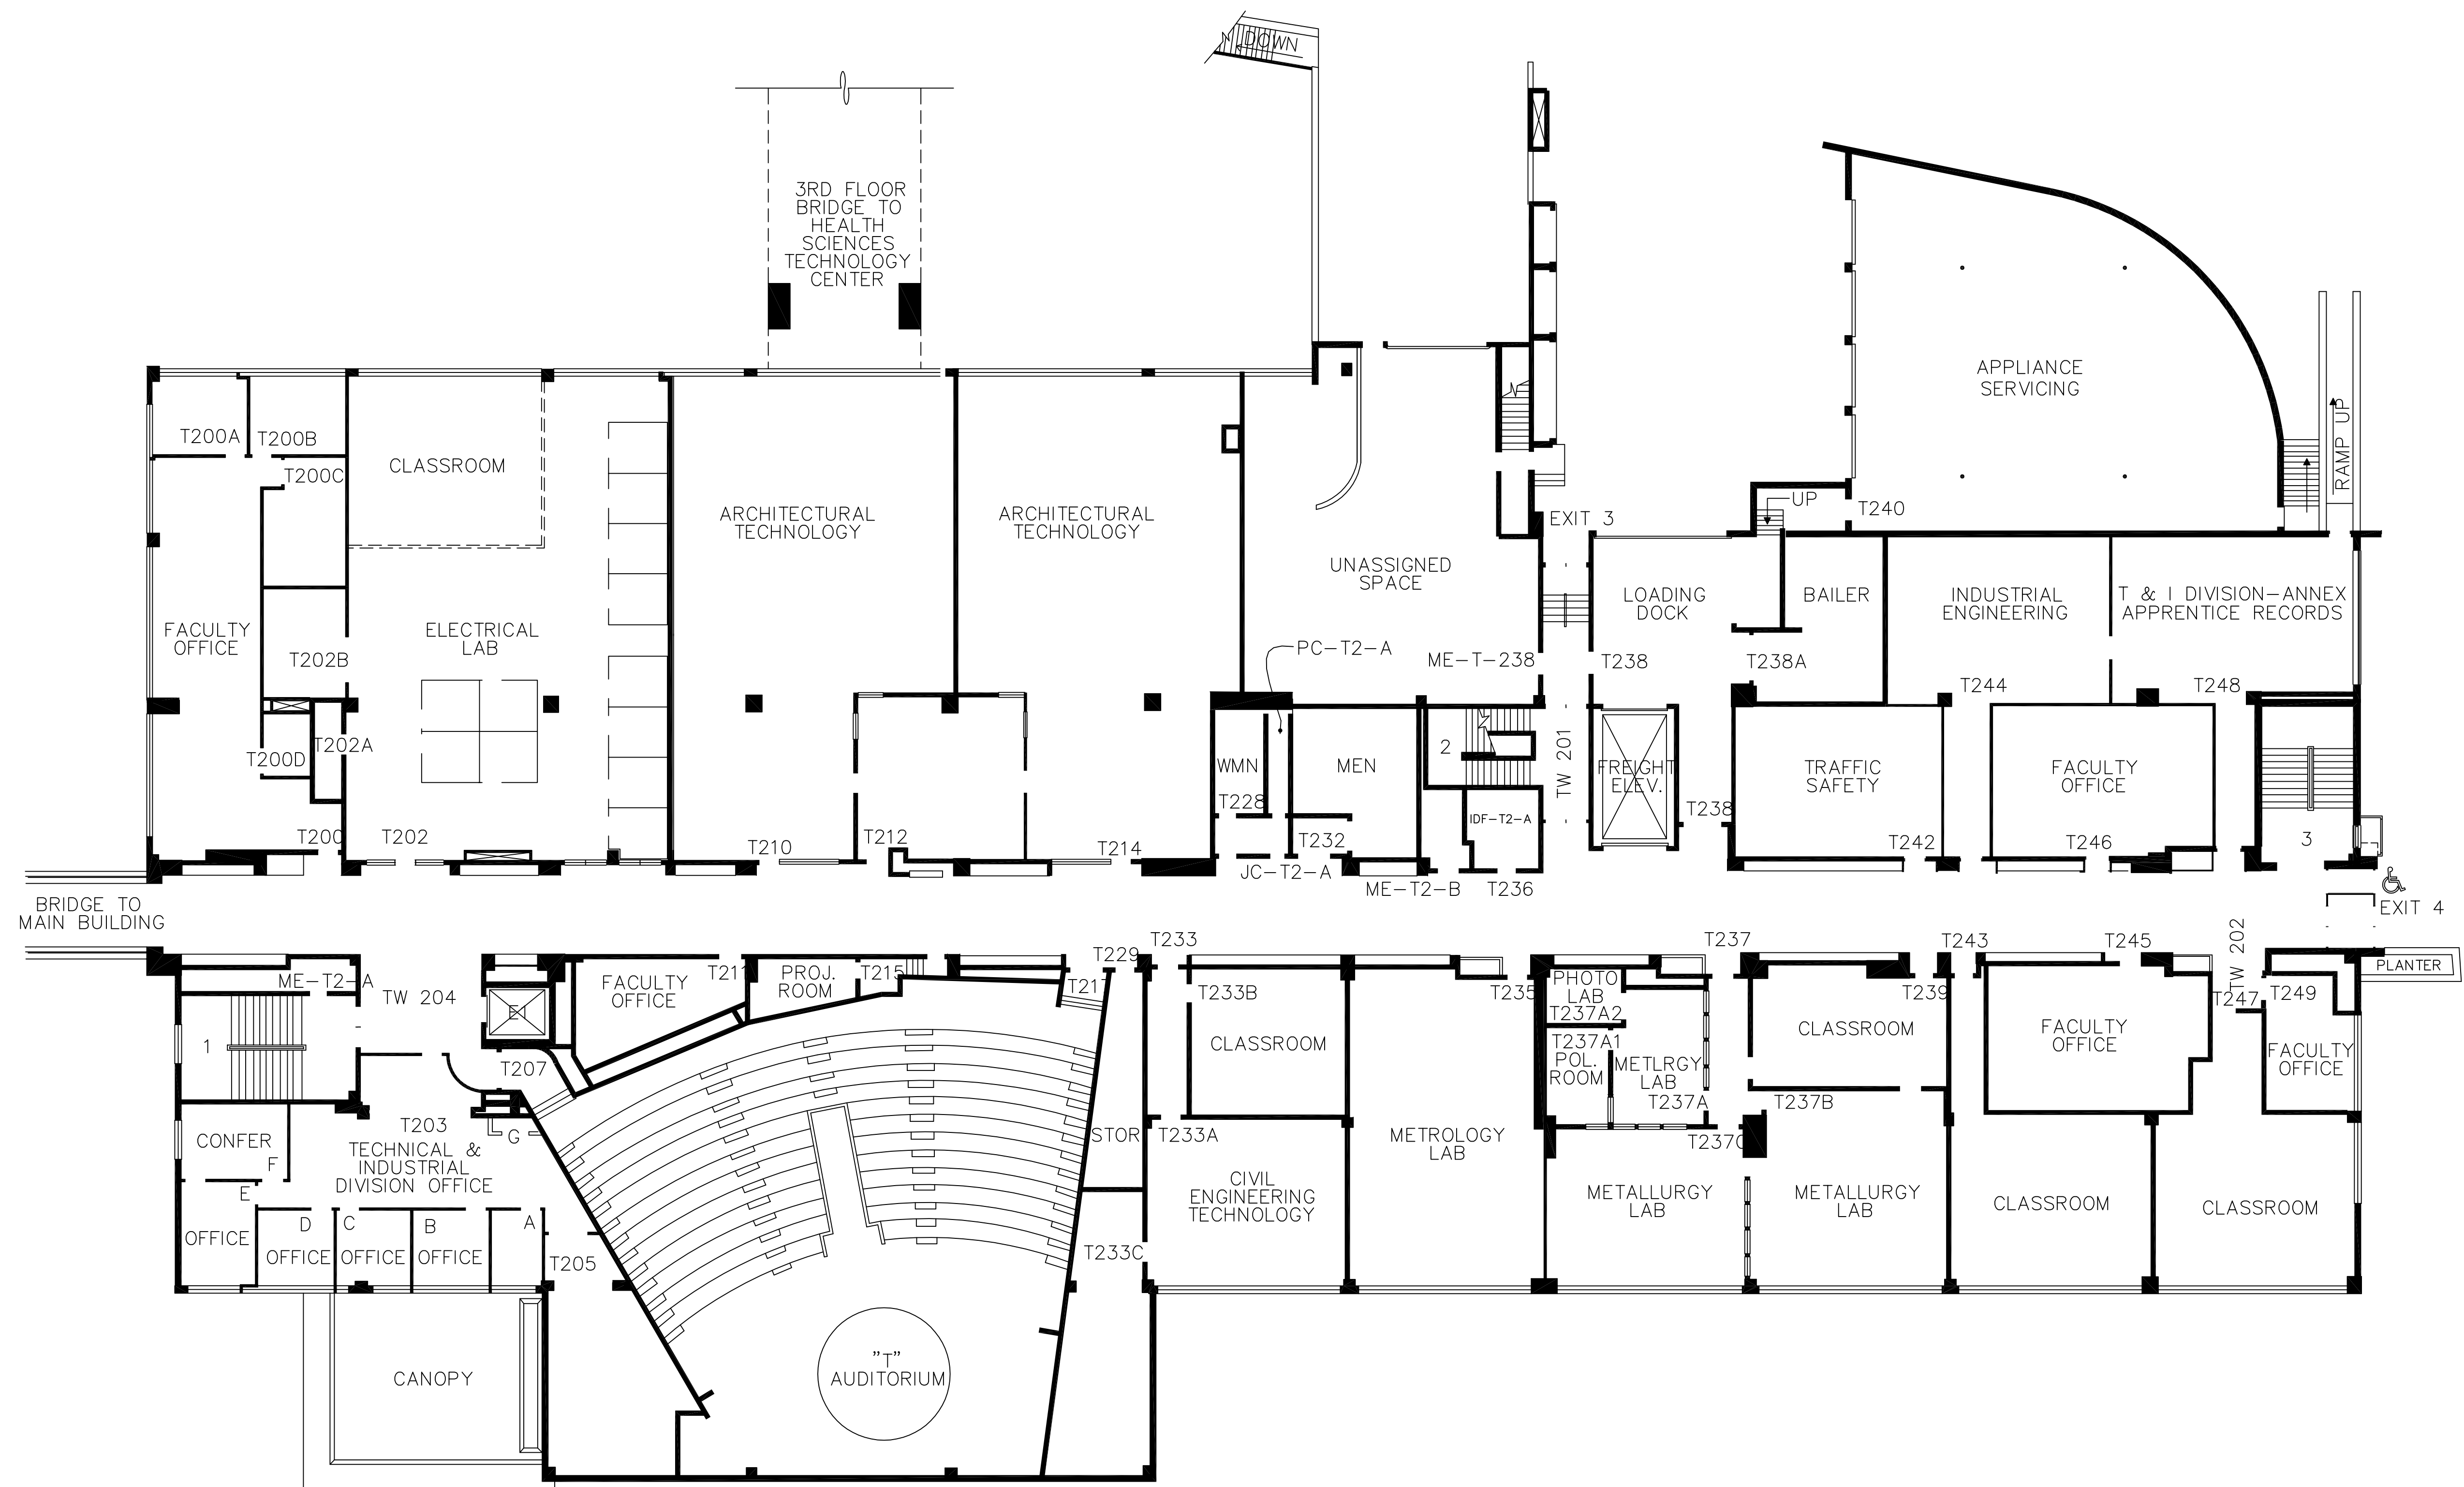 DOWN
3RD FLOOR
BRIDGE TO
HEALTH
SCIENCES
TECHNOLOGY
CENTER
APPLIANCE
SERVICING
RAMP UP
T200A
T200B
T200C
CLASSROOM
ARCHITECTURAL
TECHNOLOGY
ARCHITECTURAL
TECHNOLOGY
UP
T240
EXIT 3
UNASSIGNED
SPACE
LOADING
DOCK
BAILER
INDUSTRIAL
ENGINEERING
T & I DIVISION-ANNEX
APPRENTICE RECORDS
FACULTY
OFFICE
ELECTRICAL
LAB
T202B
PC-T2-A
ME-T-238
T238
T238A
T244
T248
T200D
T202A
WMN
MEN
2
TW 201
FREIGHT
ELEV.
TRAFFIC
SAFETY
FACULTY
OFFICE
T228
IDF-T2-A
T238
T200
T202
T210
T212
T214
T232
T242
T246
3
JC-T2-A
ME-T2-B
T236
BRIDGE TO
MAIN BUILDING
EXIT 4
T233
T229
T237
T243
T245
TW 202
PLANTER
ME-T2-A
TW 204
EL
FACULTY
OFFICE
T211
PROJ.
ROOM
T215
T217
T233B
T235
PHOTO
LAB
T237A2
T239
T247
T249
1
T207
CLASSROOM
T237A1
POL.
ROOM
METLRGY
LAB
T237A
CLASSROOM
FACULTY
OFFICE
FACULTY
OFFICE
T237B
T203
TECHNICAL &
INDUSTRIAL
DIVISION OFFICE
G
CONFER
F
E
STOR
T233A
METROLOGY
LAB
T237C
CIVIL
ENGINEERING
TECHNOLOGY
METALLURGY
LAB
METALLURGY
LAB
CLASSROOM
CLASSROOM
OFFICE
D
OFFICE
C
OFFICE
B
OFFICE
A
T205
T233C
CANOPY
"T"
AUDITORIUM